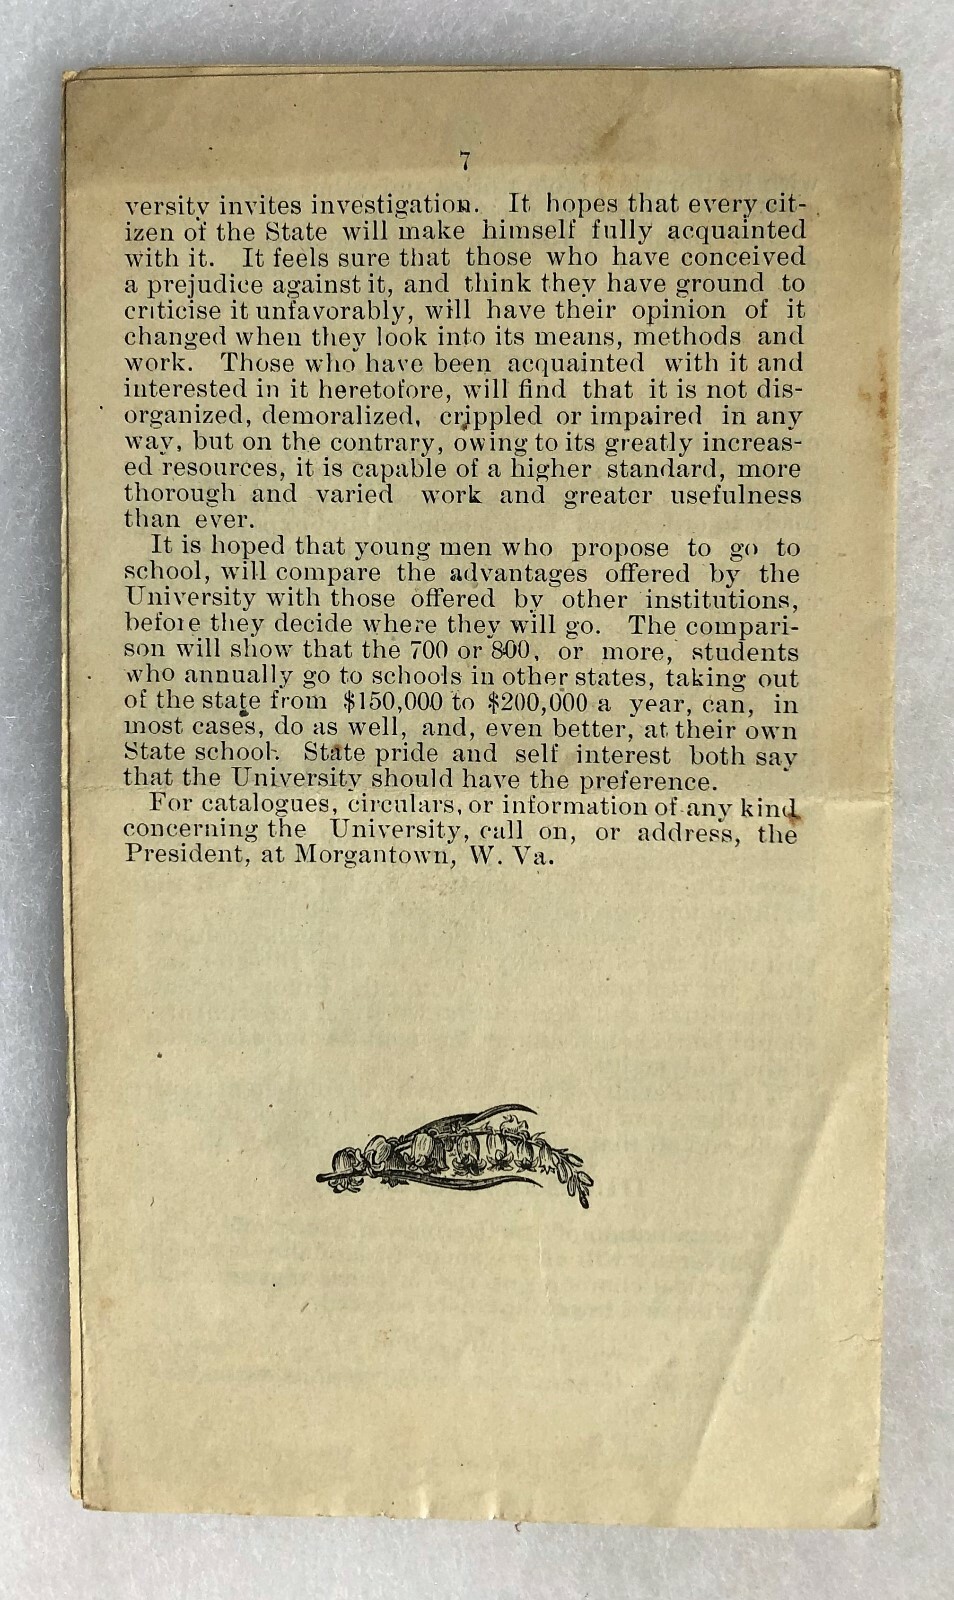 7
versity invites investigation. It hopes that every cit-
izen of the State will make himself fully acquainted
with it. It feels sure that those who have conceived
a prejudice against it, and think they have ground to
criticise it unfavorably, will have their opinion of it
changed when they look into its means, methods and
work. Those who have been acquainted with it and
interested in it heretofore, will find that it is not dis-
organized, demoralized, crippled or impaired in any
way, but on the contrary, owing to its greatly increas-
ed resources, it is capable of a higher standard, more
thorough and varied work and greater usefulness
than ever.
It is hoped that young men who propose to go to
school, will compare the advantages offered by the
University with those offered by other institutions,
before they decide where they will go. The compari-
son will show that the 700 or 800, or more, students
who annually go to schools in other states, taking out
of the state from $150,000 to $200,000 a year, can, in
most cases, do as well, and, even better, at their own
State school. State pride and self interest both say
that the University should have the preference.
For catalogues, circulars, or information of any kind
concerning the University, call on, or address, the
President, at Morgantown, W. Va.